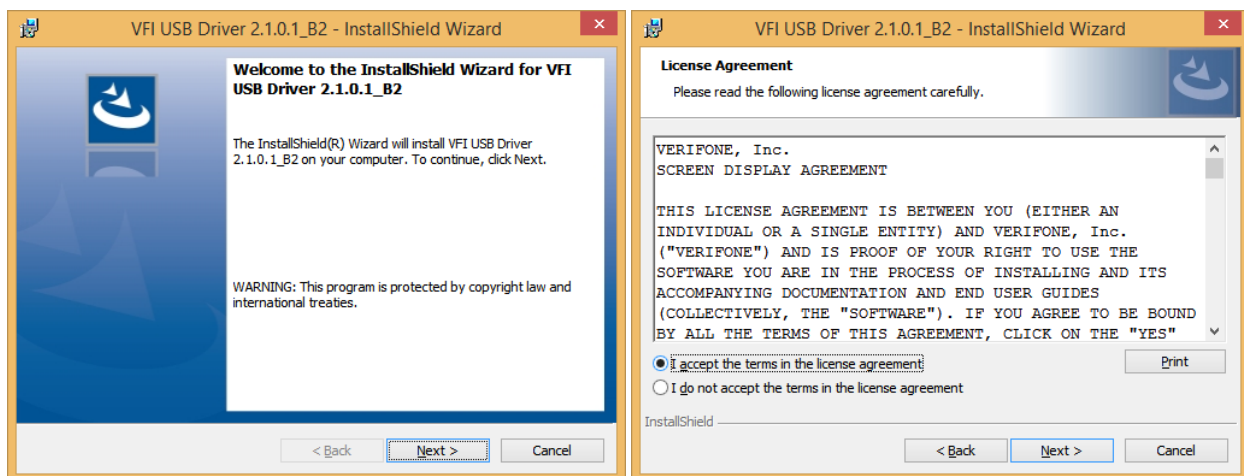 VFI USB Driver 2.1.0.1_B2 - InstallShield Wizard
Welcome to the InstallShield Wizard for VFI
USB Driver 2.1.0.1_B2
The InstallShield(R) Wizard will install VFI USB Driver
2.1.0.1_B2 on your computer. To continue, click Next.
WARNING: This program is protected by copyright law and
international treaties.
< Back
Next >
Cancel
VFI USB Driver 2.1.0.1_B2 - InstallShield Wizard
License Agreement
Please read the following license agreement carefully.
VERIFONE, Inc.
SCREEN DISPLAY AGREEMENT
THIS LICENSE AGREEMENT IS BETWEEN YOU (EITHER AN
INDIVIDUAL OR A SINGLE ENTITY) AND VERIFONE, Inc.
("VERIFONE") AND IS PROOF OF YOUR RIGHT TO USE THE
SOFTWARE YOU ARE IN THE PROCESS OF INSTALLING AND ITS
ACCOMPANYING DOCUMENTATION AND END USER GUIDES
(COLLECTIVELY, THE "SOFTWARE"). IF YOU AGREE TO BE BOUND
BY ALL THE TERMS OF THIS AGREEMENT, CLICK ON THE "YES"
I accept the terms in the license agreement
Print
I do not accept the terms in the license agreement
InstallShield
< Back
Next >
Cancel